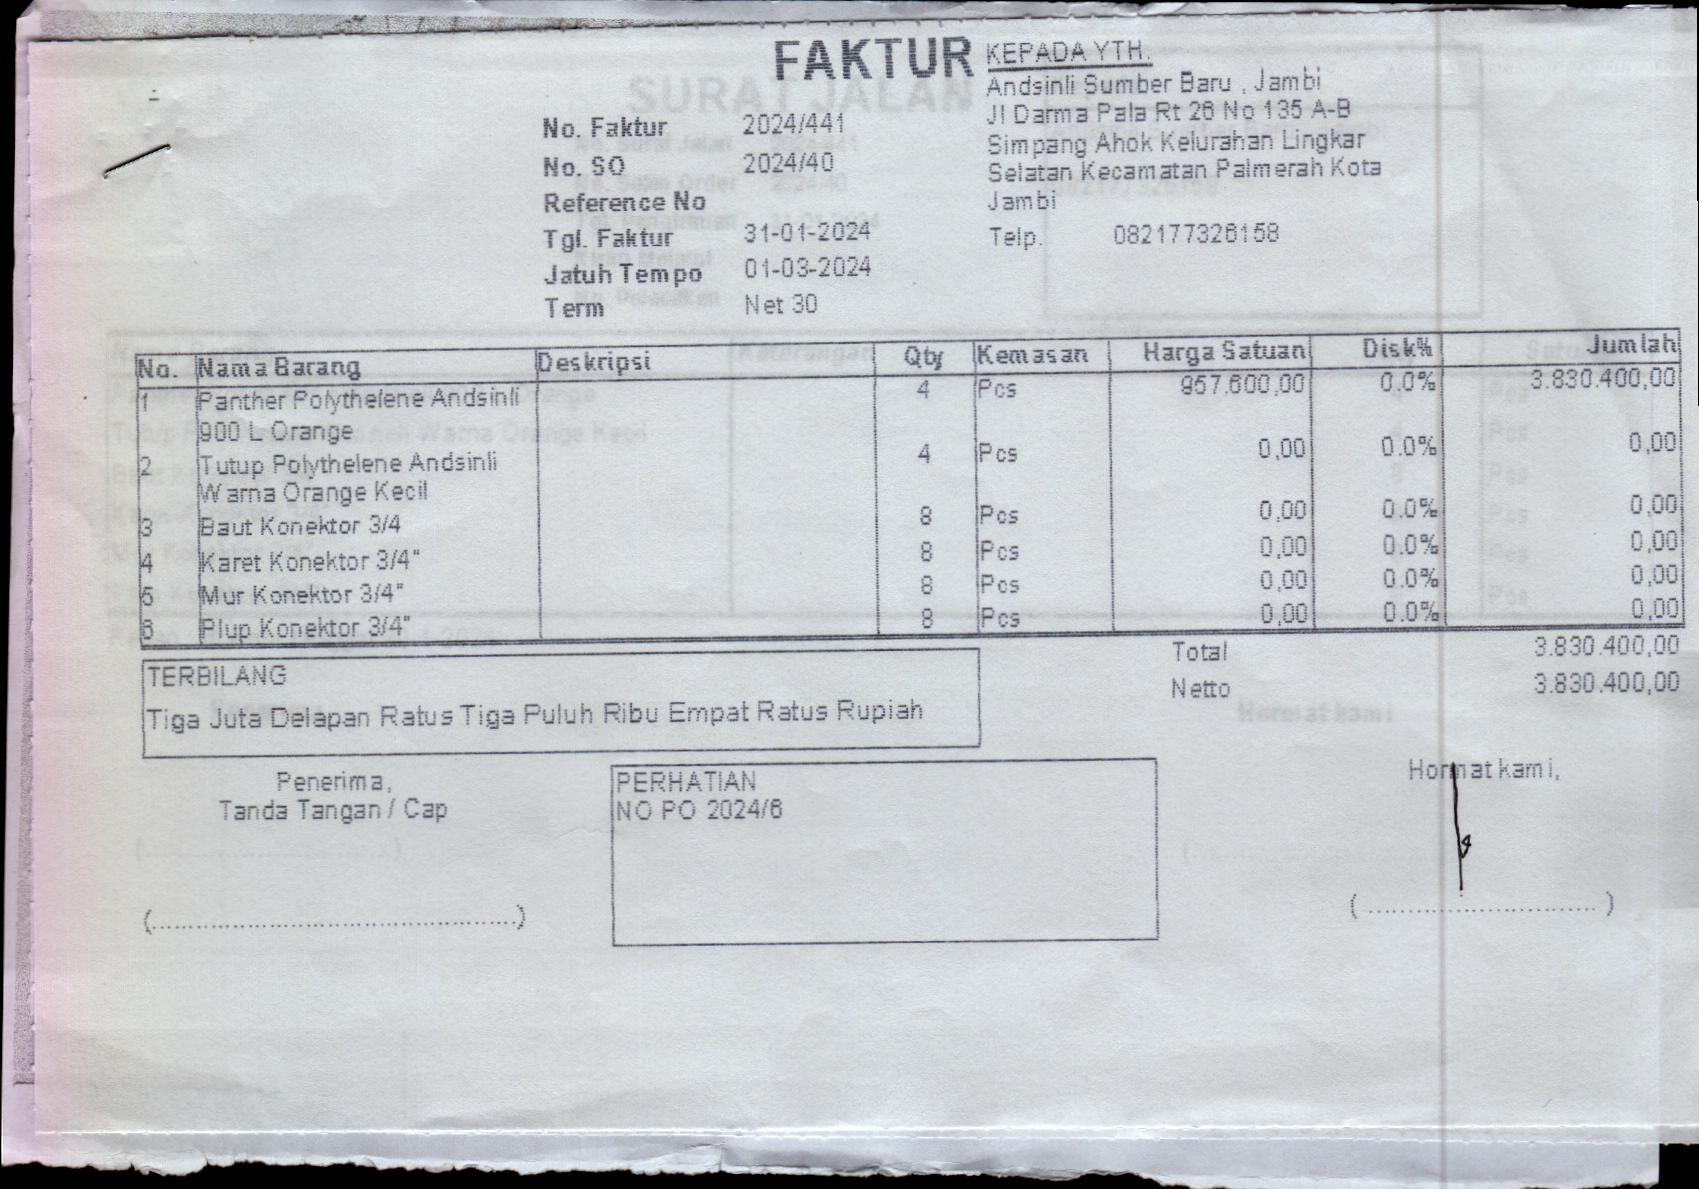 FAKTUR
KEPADA YTH.
Andsinli Sumber Baru , Jambi
Jl Darma Pala Rt 26 No 135 A-B
Simpang Ahok Kelurahan Lingkar
Selatan Kecamatan Palmerah Kota
Jambi
Telp. 082177326158
No. Faktur 2024/441
No. SO 2024/40
Reference No
Tgl. Faktur 31-01-2024
Jatuh Tempo 01-03-2024
Term Net 30
No. Nama Barang Deskripsi Qty Kemasan Harga Satuan Disk% Jumlah
1 Panther Polythelene Andsinli 4 Pcs 957.600,00 0.0% 3.830.400,00
900 L Orange
2 Tutup Polythelene Andsinli 4 Pcs 0,00 0.0% 0,00
Warna Orange Kecil
3 Baut Konektor 3/4 8 Pcs 0,00 0.0% 0,00
4 Karet Konektor 3/4" 8 Pcs 0,00 0.0% 0,00
5 Mur Konektor 3/4" 8 Pcs 0,00 0.0% 0,00
6 Plup Konektor 3/4" 8 Pcs 0,00 0.0% 0,00
Total 3.830.400,00
Netto 3.830.400,00
TERBILANG
Tiga Juta Delapan Ratus Tiga Puluh Ribu Empat Ratus Rupiah
Penerima,
Tanda Tangan / Cap
(..................................................)
PERHATIAN
NO PO 2024/6
Hormat kami,
( .............................. )